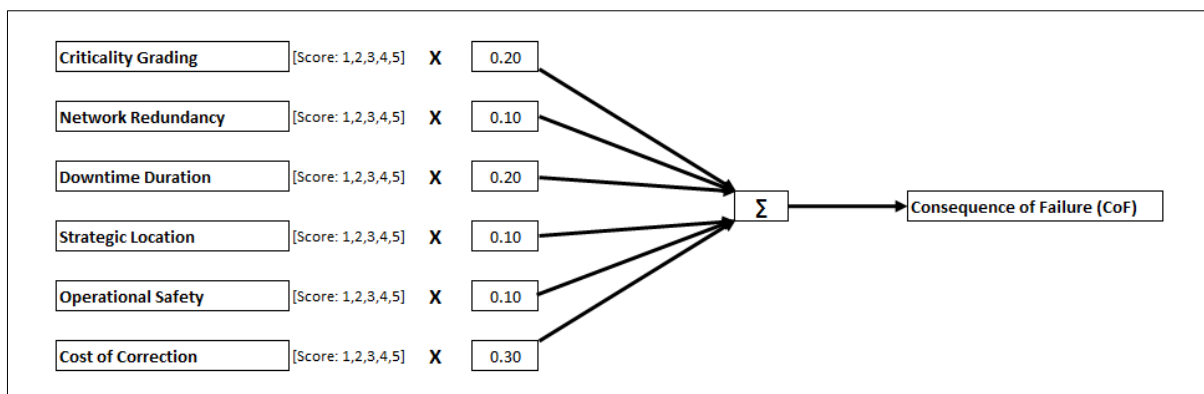 Criticality Grading [Score: 1,2,3,4,5] X 0.20
Network Redundancy [Score: 1,2,3,4,5] X 0.10
Downtime Duration [Score: 1,2,3,4,5] X 0.20
Σ Consequence of Failure (CoF)
Strategic Location [Score: 1,2,3,4,5] X 0.10
Operational Safety [Score: 1,2,3,4,5] X 0.10
Cost of Correction [Score: 1,2,3,4,5] X 0.30